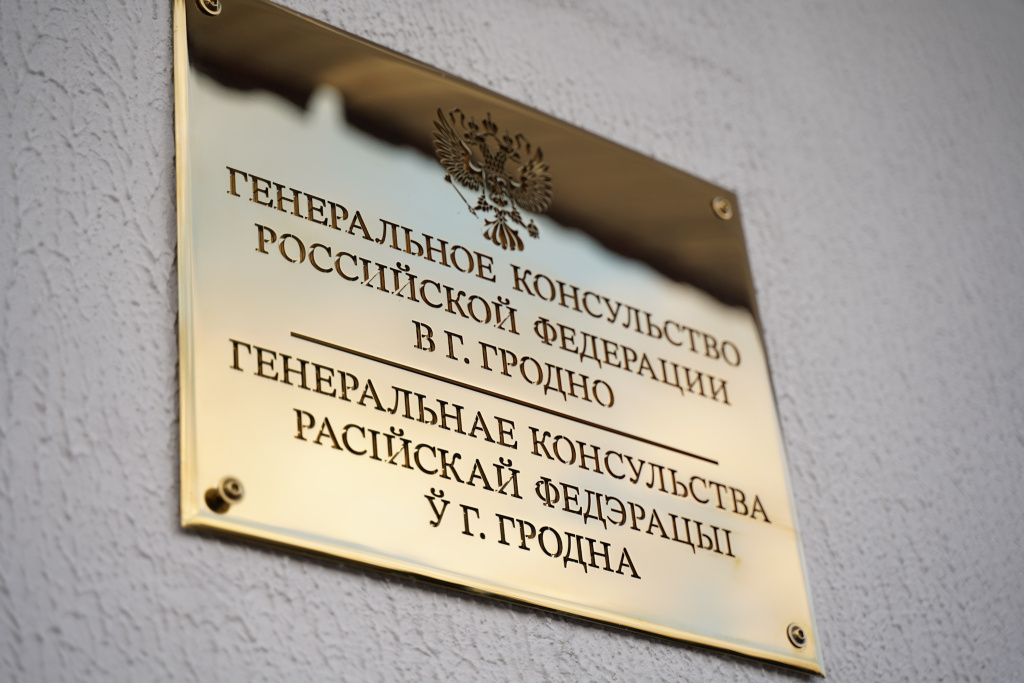 ГЕНЕРАЛЬНОЕ КОНСУЛЬСТВО
РОССИЙСКОЙ ФЕДЕРАЦИИ
В Г. ГРОДНО
ГЕНЕРАЛЬНАЕ КОНСУЛЬСТВА
РАСІЙСКАЙ ФЕДЭРАЦЫІ
Ў Г. ГРОДНА